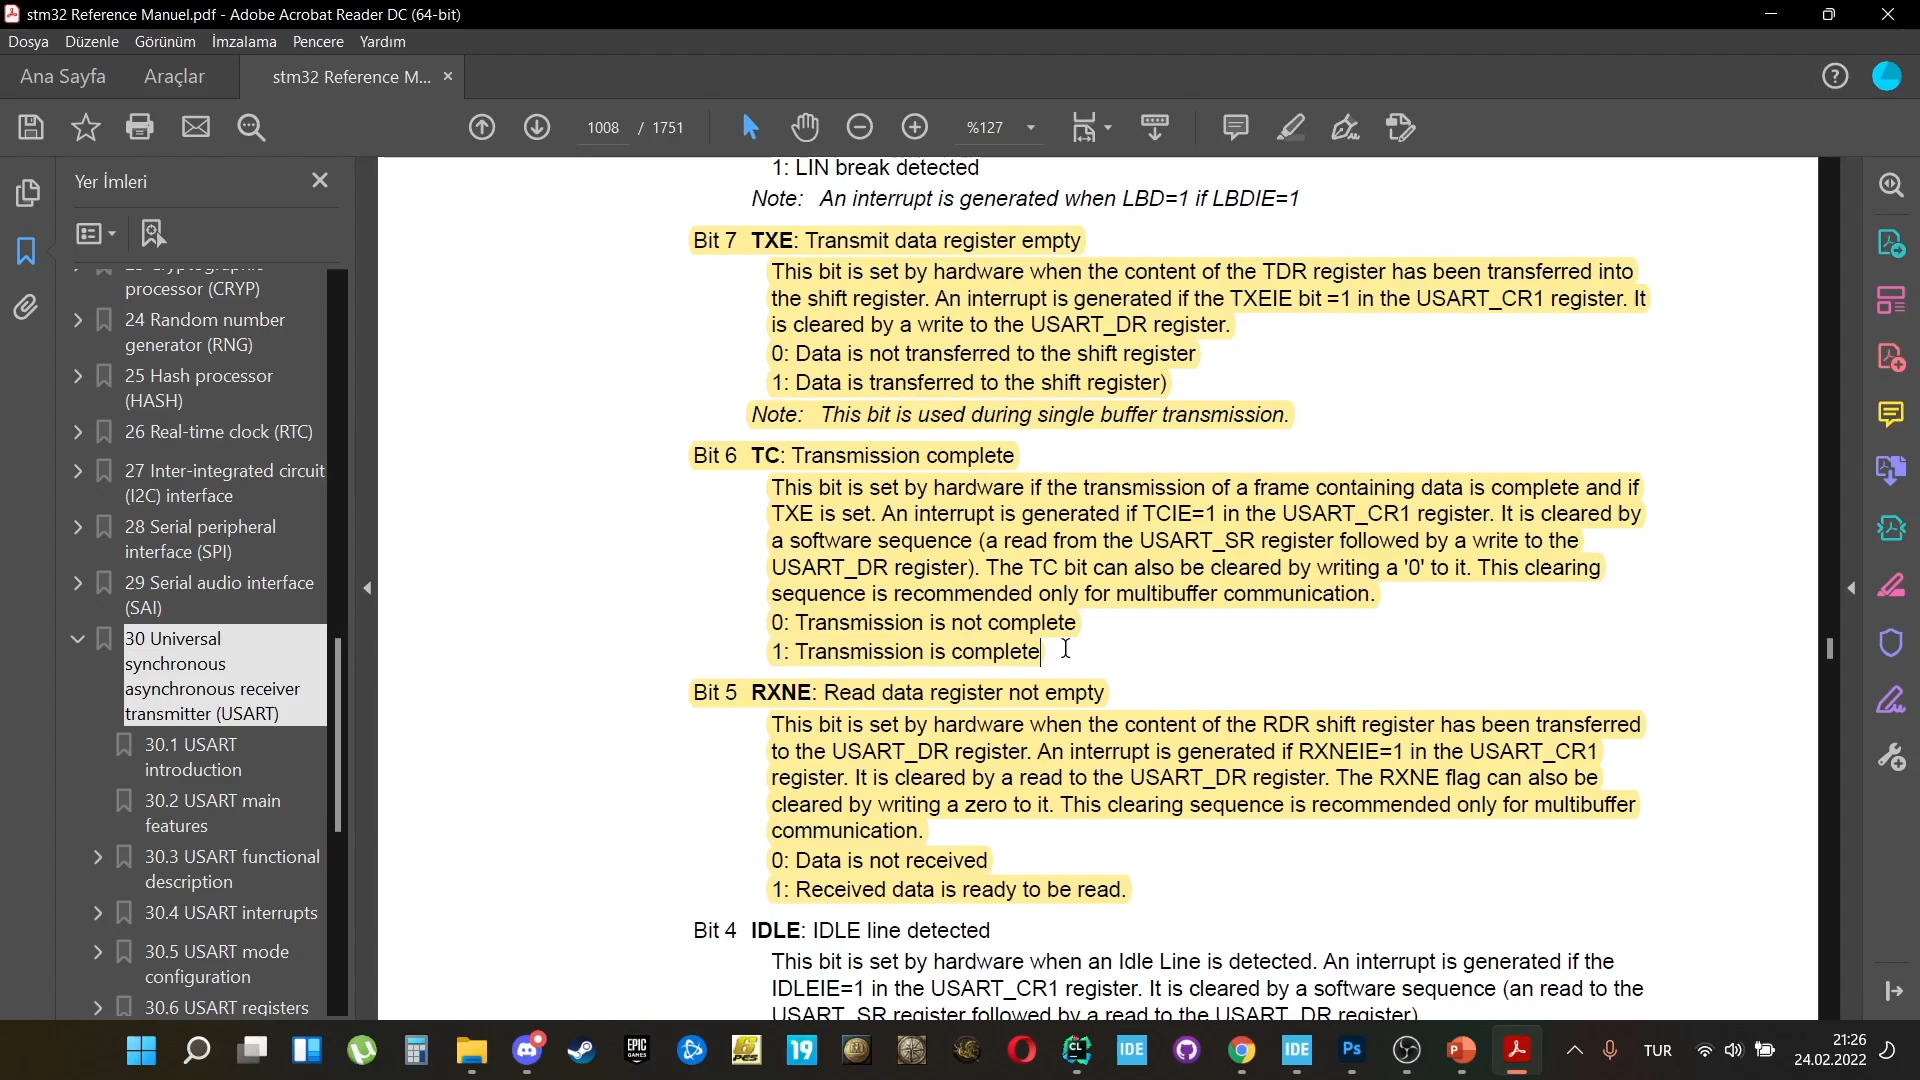 stm32 Reference Manuel.pdf - Adobe Acrobat Reader DC (64-bit)
Dosya Düzenle Görünüm İmzalama Pencere Yardım
Ana Sayfa Araçlar stm32 Reference M... ×
1008 / 1751 %127
Yer İmleri
processor (CRYP)
24 Random number
generator (RNG)
25 Hash processor
(HASH)
26 Real-time clock (RTC)
27 Inter-integrated circuit
(I2C) interface
28 Serial peripheral
interface (SPI)
29 Serial audio interface
(SAI)
30 Universal
synchronous
asynchronous receiver
transmitter (USART)
30.1 USART
introduction
30.2 USART main
features
30.3 USART functional
description
30.4 USART interrupts
30.5 USART mode
configuration
30.6 USART registers
1: LIN break detected
Note: An interrupt is generated when LBD=1 if LBDIE=1
Bit 7 TXE: Transmit data register empty
This bit is set by hardware when the content of the TDR register has been transferred into
the shift register. An interrupt is generated if the TXEIE bit =1 in the USART_CR1 register. It
is cleared by a write to the USART_DR register.
0: Data is not transferred to the shift register
1: Data is transferred to the shift register)
Note: This bit is used during single buffer transmission.
Bit 6 TC: Transmission complete
This bit is set by hardware if the transmission of a frame containing data is complete and if
TXE is set. An interrupt is generated if TCIE=1 in the USART_CR1 register. It is cleared by
a software sequence (a read from the USART_SR register followed by a write to the
USART_DR register). The TC bit can also be cleared by writing a '0' to it. This clearing
sequence is recommended only for multibuffer communication.
0: Transmission is not complete
1: Transmission is complete
Bit 5 RXNE: Read data register not empty
This bit is set by hardware when the content of the RDR shift register has been transferred
to the USART_DR register. An interrupt is generated if RXNEIE=1 in the USART_CR1
register. It is cleared by a read to the USART_DR register. The RXNE flag can also be
cleared by writing a zero to it. This clearing sequence is recommended only for multibuffer
communication.
0: Data is not received
1: Received data is ready to be read.
Bit 4 IDLE: IDLE line detected
This bit is set by hardware when an Idle Line is detected. An interrupt is generated if the
IDLEIE=1 in the USART_CR1 register. It is cleared by a software sequence (an read to the
USART_SR register followed by a read to the USART_DR register)
EPIC GAMES 6 PES 19 CL IDE IDE Ps P
TUR 21:26
24.02.2022